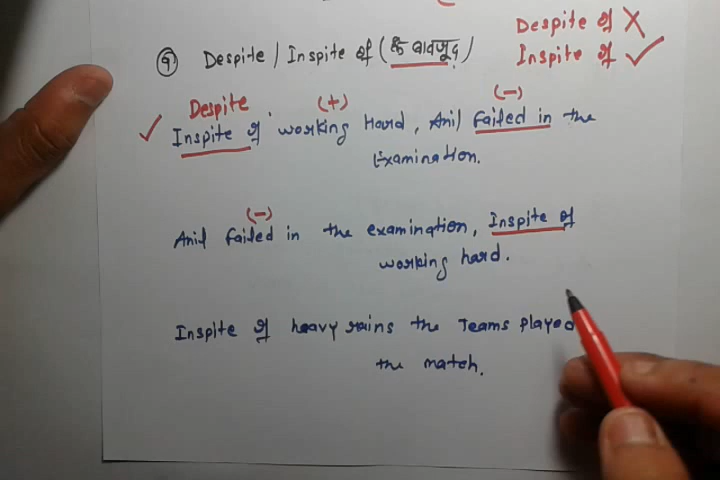 Despite of X
9 Despite / Inspite of (के बावजूद)
Inspite of ✓
Despite (+) (-)
✓ Inspite of working Hard, Anil Failed in the
Examination.
(-)
Anil Failed in the examination, Inspite of
working hard.
Inspite of heavy rains the Teams played
the match.